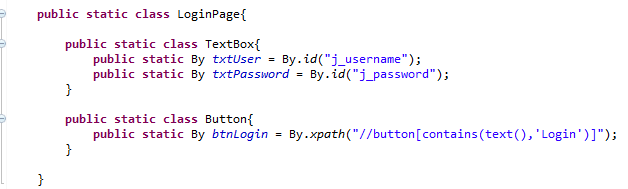 public static class LoginPage{
public static class TextBox{
public static By txtUser = By.id("j_username");
public static By txtPassword = By.id("j_password");
}
public static class Button{
public static By btnLogin = By.xpath("//button[contains(text(),'Login')]");
}
}